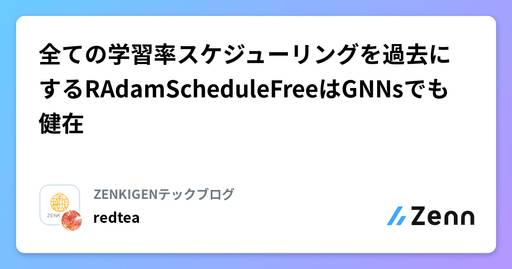 全ての学習率スケジューリングを過去に
するRAdamScheduleFreeはGNNsでも
健在
ZENKIGENテックブログ
redtea
Zenn